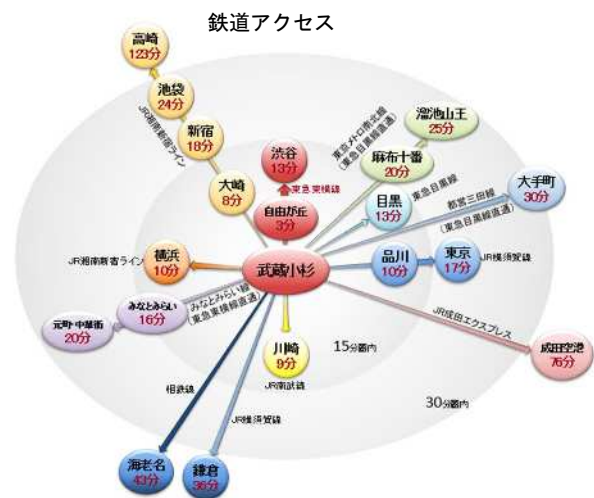 鉄道アクセス
高崎
123分
池袋
24分
新宿
18分
大崎
8分
JR湘南新宿ライン
渋谷
13分
東急東横線
自由が丘
3分
東京メトロ南北線
(東急目黒線直通)
溜池山王
25分
麻布十番
20分
目黒
13分
東急目黒線
都営三田線
(東急目黒線直通)
大手町
30分
武蔵小杉
品川
10分
東京
17分
JR横須賀線
JR湘南新宿ライン
横浜
10分
みなとみらい線
(東急東横線直通)
みなとみらい
16分
元町・中華街
20分
川崎
9分
JR南武線
15分圏内
JR成田エクスプレス
成田空港
76分
30分圏内
相鉄線
JR横須賀線
海老名
43分
鎌倉
36分